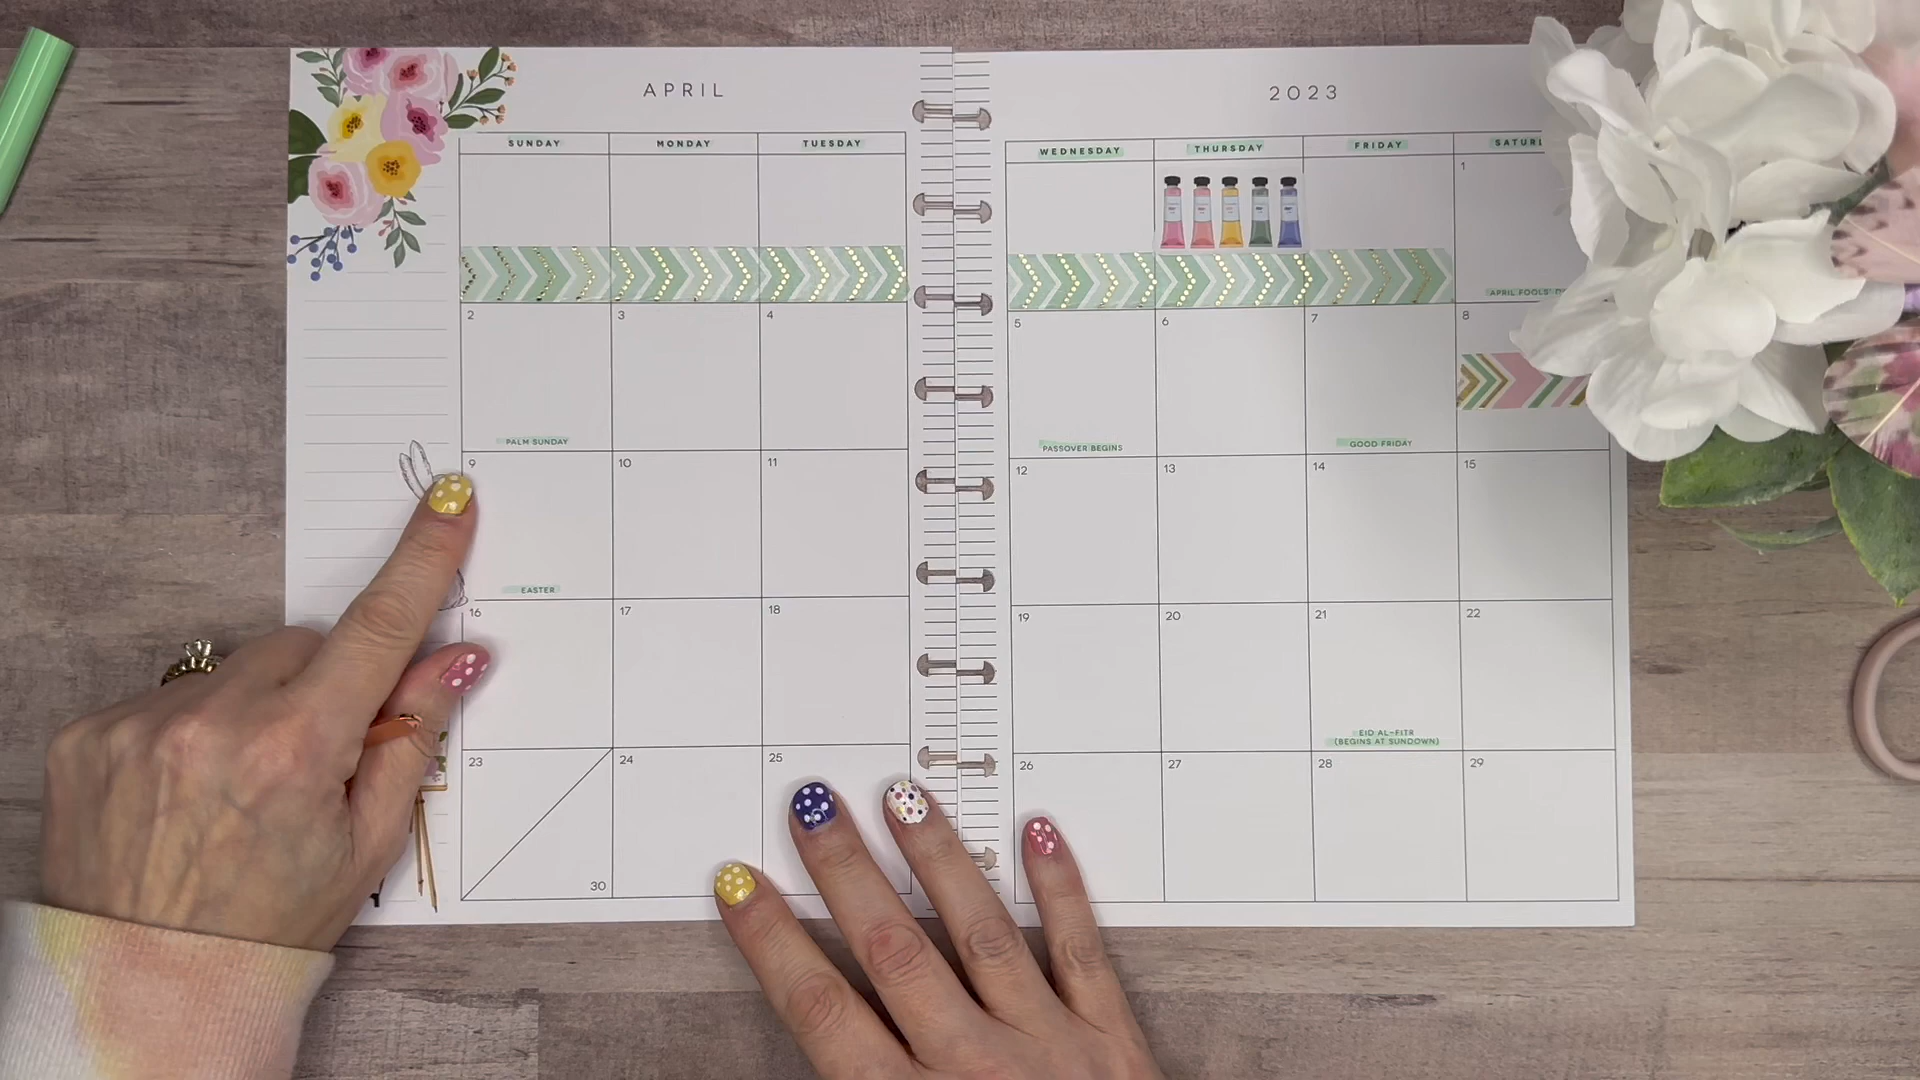 APRIL
2023
SUNDAY MONDAY TUESDAY WEDNESDAY THURSDAY FRIDAY
1
APRIL FOOLS'
2 3 4 5 6 7 8
PALM SUNDAY PASSOVER BEGINS GOOD FRIDAY
9 10 11 12 13 14 15
EASTER
16 17 18 19 20 21 22
EID AL-FITR
(BEGINS AT SUNDOWN)
23 24 25 26 27 28 29
30